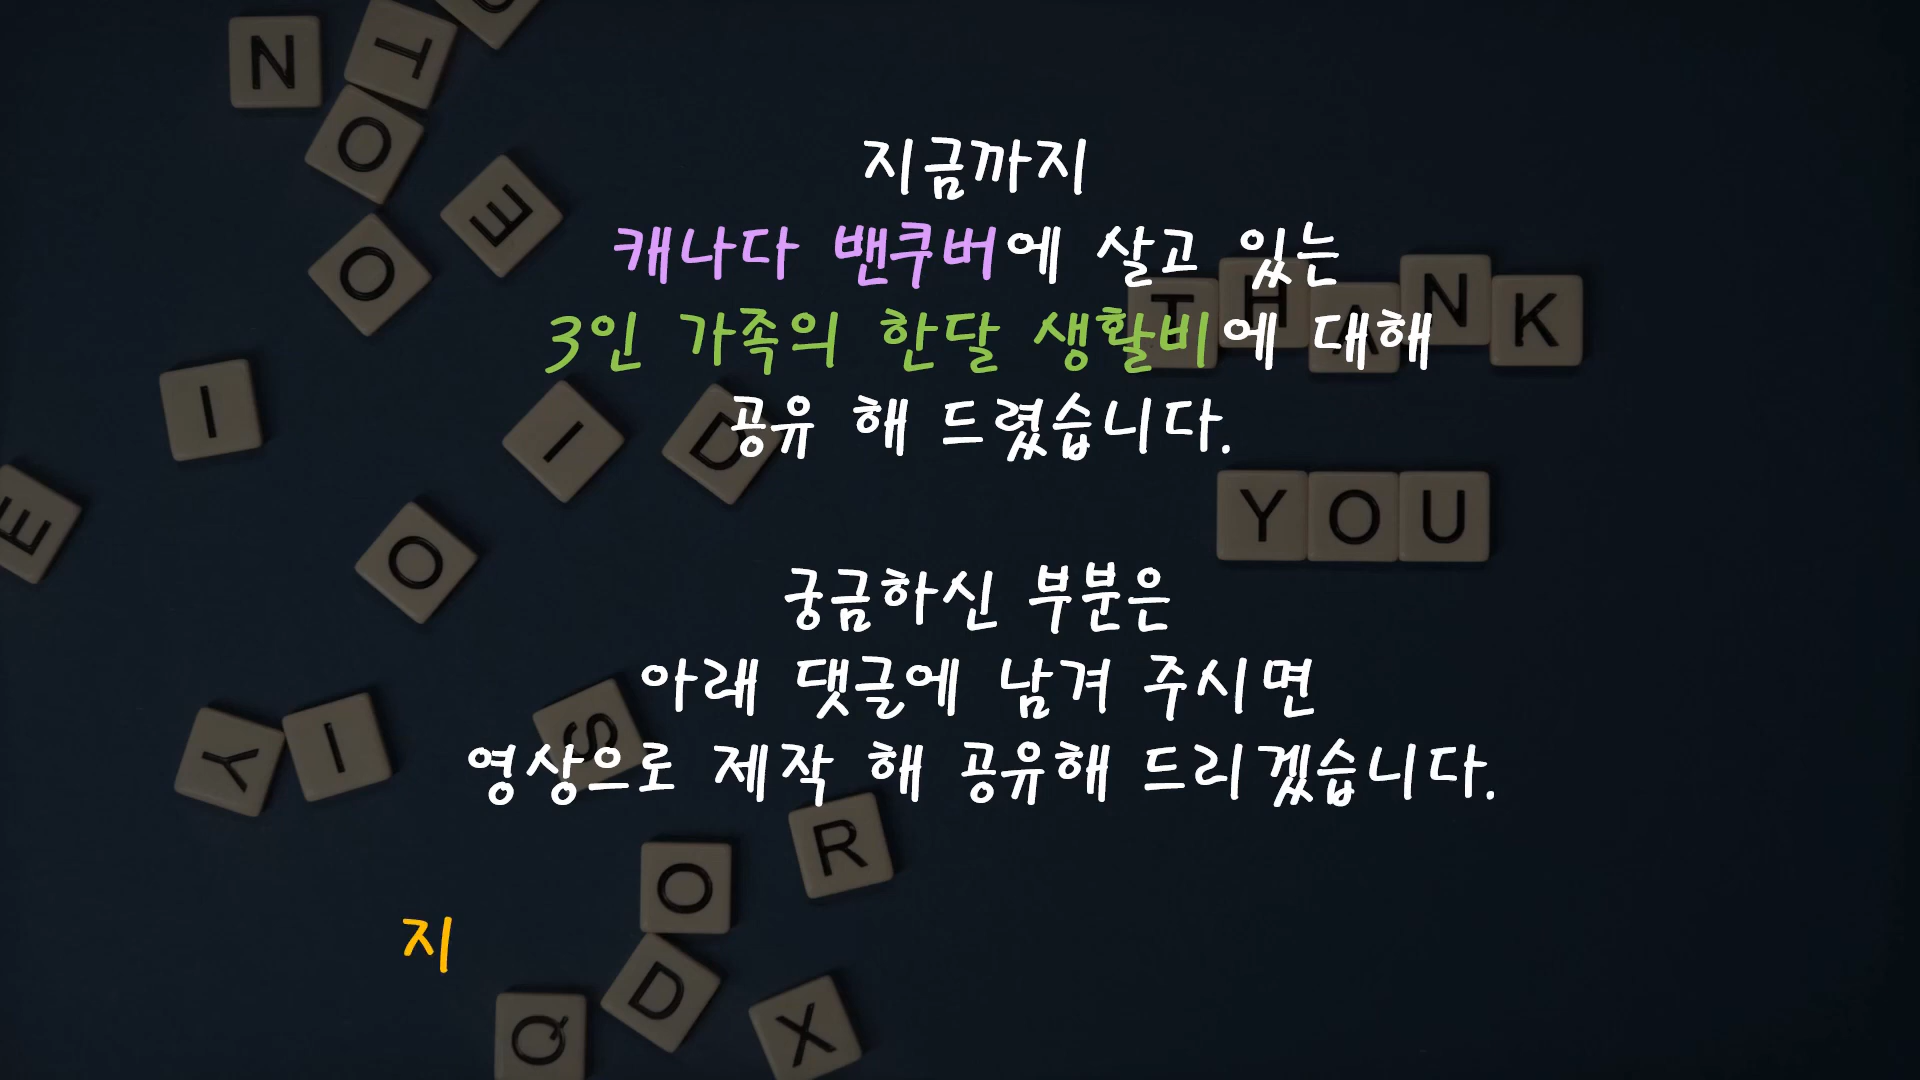 지금까지
캐나다 밴쿠버에 살고 있는
3인 가족의 한달 생활비에 대해
공유 해 드렸습니다.
궁금하신 부분은
아래 댓글에 남겨 주시면
영상으로 제작 해 공유해 드리겠습니다.
지
THANK
YOU
N
T
O
E
O
I
I
D
E
O
Y
I
S
R
O
D
Q
X